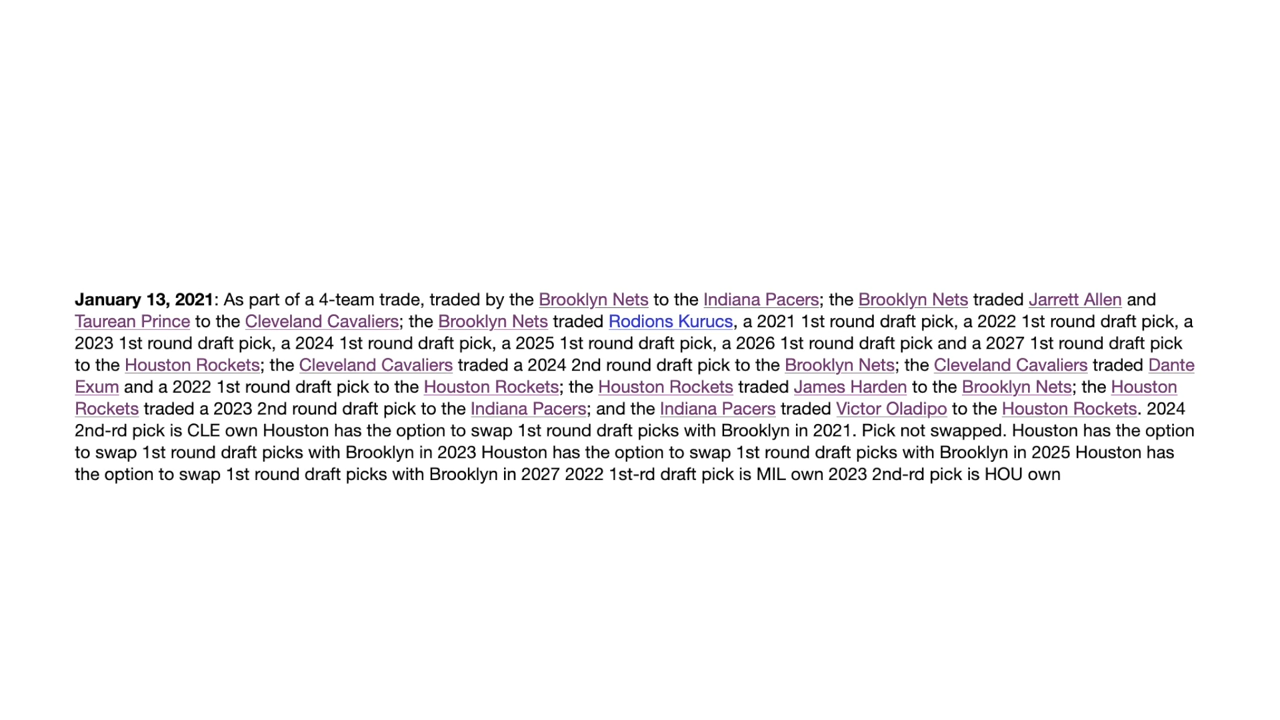 January 13, 2021: As part of a 4-team trade, traded by the Brooklyn Nets to the Indiana Pacers; the Brooklyn Nets traded Jarrett Allen and
Taurean Prince to the Cleveland Cavaliers; the Brooklyn Nets traded Rodions Kurucs, a 2021 1st round draft pick, a 2022 1st round draft pick, a
2023 1st round draft pick, a 2024 1st round draft pick, a 2025 1st round draft pick, a 2026 1st round draft pick and a 2027 1st round draft pick
to the Houston Rockets; the Cleveland Cavaliers traded a 2024 2nd round draft pick to the Brooklyn Nets; the Cleveland Cavaliers traded Dante
Exum and a 2022 1st round draft pick to the Houston Rockets; the Houston Rockets traded James Harden to the Brooklyn Nets; the Houston
Rockets traded a 2023 2nd round draft pick to the Indiana Pacers; and the Indiana Pacers traded Victor Oladipo to the Houston Rockets. 2024
2nd-rd pick is CLE own Houston has the option to swap 1st round draft picks with Brooklyn in 2021. Pick not swapped. Houston has the option
to swap 1st round draft picks with Brooklyn in 2023 Houston has the option to swap 1st round draft picks with Brooklyn in 2025 Houston has
the option to swap 1st round draft picks with Brooklyn in 2027 2022 1st-rd draft pick is MIL own 2023 2nd-rd pick is HOU own